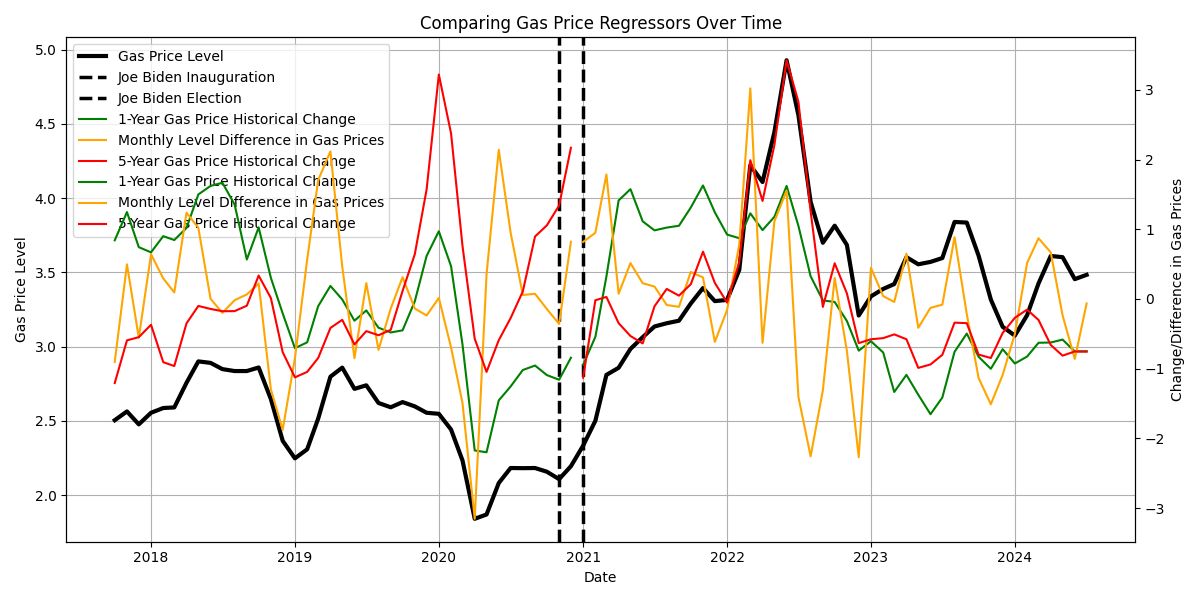 Comparing Gas Price Regressors Over Time
Gas Price Level
Joe Biden Inauguration
Joe Biden Election
1-Year Gas Price Historical Change
Monthly Level Difference in Gas Prices
5-Year Gas Price Historical Change
1-Year Gas Price Historical Change
Monthly Level Difference in Gas Prices
5-Year Gas Price Historical Change
Gas Price Level
5.0
4.5
4.0
3.5
3.0
2.5
2.0
3
2
1
0
−1
−2
−3
Change/Difference in Gas Prices
2018
2019
2020
2021
2022
2023
2024
Date